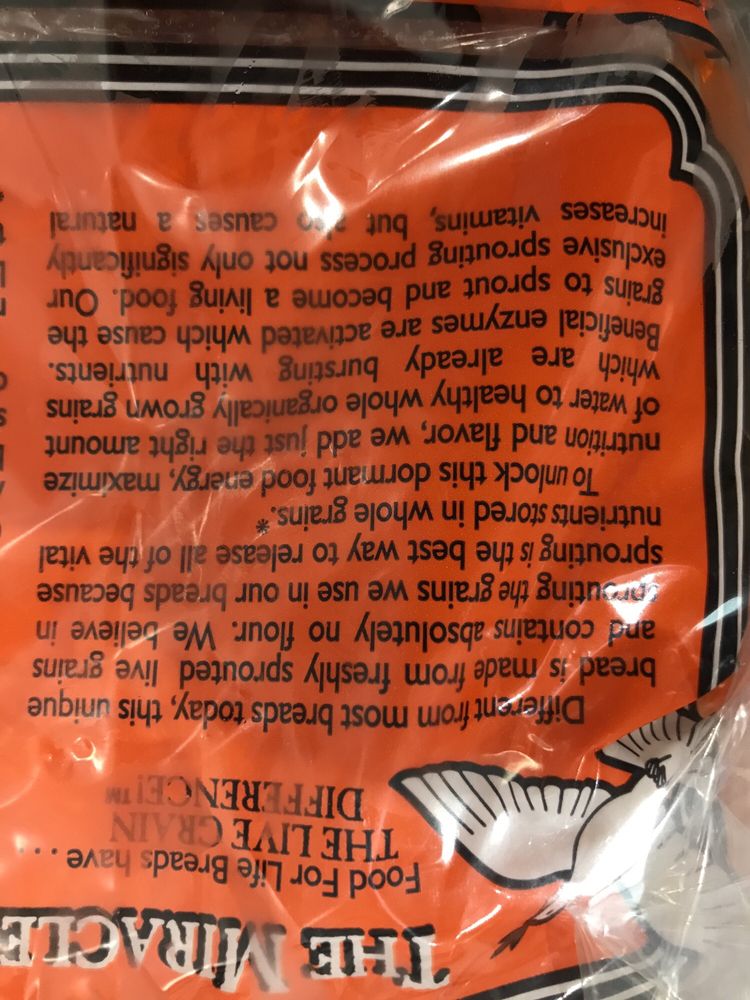 THE MIRACLE
Food For Life Breads have . . .
THE LIVE GRAIN
DIFFERENCE!™
Different from most breads today, this unique
bread is made from freshly sprouted live grains
and contains absolutely no flour. We believe in
sprouting the grains we use in our breads because
sprouting is the best way to release all of the vital
nutrients stored in whole grains.*
To unlock this dormant food energy, maximize
nutrition and flavor, we add just the right amount
of water to healthy whole organically grown grains
which are already bursting with nutrients.
Beneficial enzymes are activated which cause the
grains to sprout and become a living food. Our
exclusive sprouting process not only significantly
increases vitamins, but also causes a natural